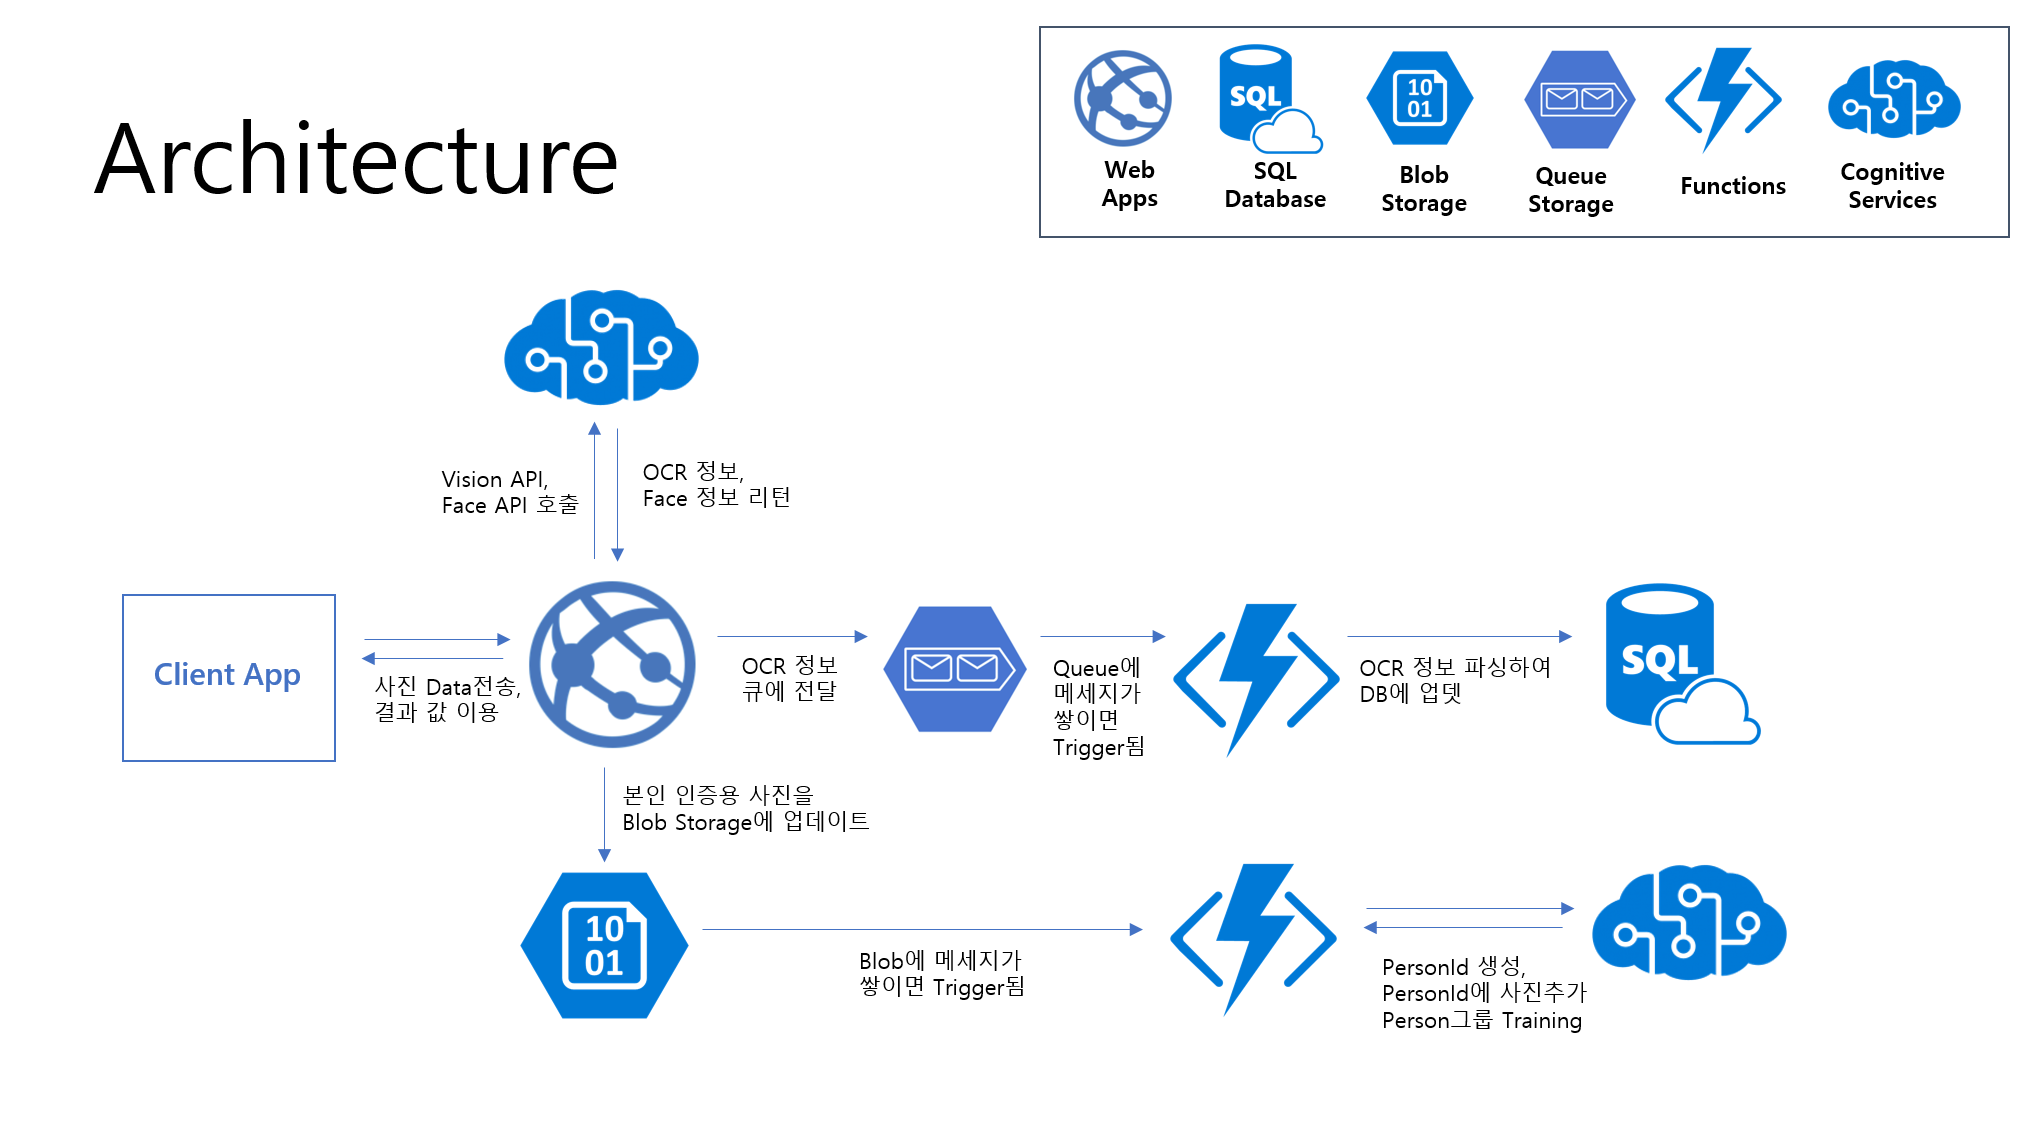 Architecture
SQL
10
01
Web
Apps
SQL
Database
Blob
Storage
Queue
Storage
Functions
Cognitive
Services
Vision API,
Face API 호출
OCR 정보,
Face 정보 리턴
Client App
사진 Data전송,
결과 값 이용
OCR 정보
큐에 전달
Queue에
메세지가
쌓이면
Trigger됨
OCR 정보 파싱하여
DB에 업뎃
SQL
본인 인증용 사진을
Blob Storage에 업데이트
10
01
Blob에 메세지가
쌓이면 Trigger됨
PersonId 생성,
PersonId에 사진추가
Person그룹 Training